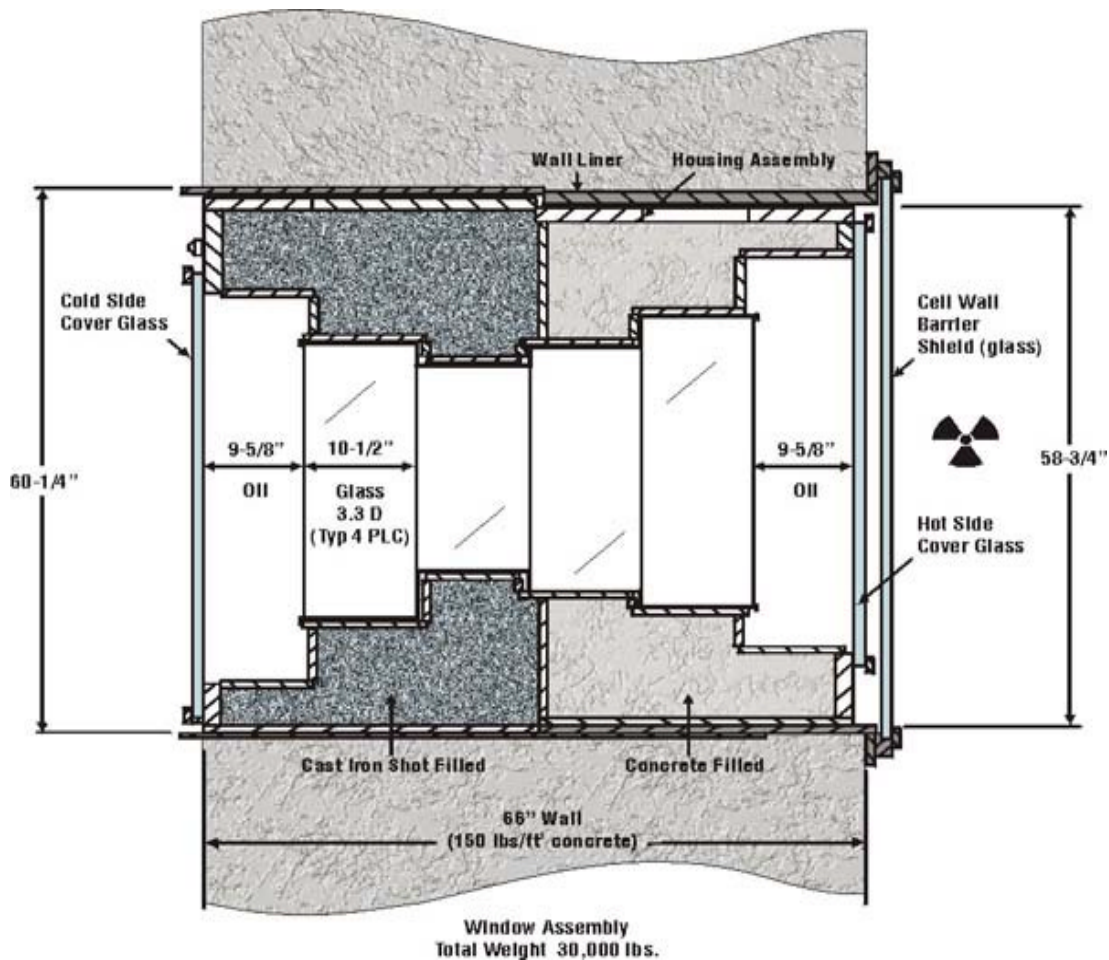 Wall Liner
Housing Assembly
Cold Side
Cover Glass
Cell Wall
Barrier
Shield (glass)
9-5/8”
Oil
10-1/2”
Glass
3.3 D
(Typ 4 PLC)
9-5/8”
Oil
60-1/4”
58-3/4”
Hot Side
Cover Glass
Cast Iron Shot Filled
Concrete Filled
66” Wall
(150 lbs/ft' concrete)
Window Assembly
Total Weight 30,000 lbs.